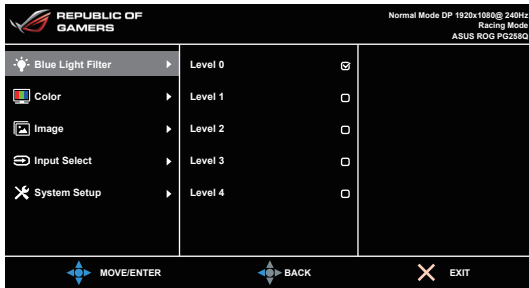 REPUBLIC OF
GAMERS
Normal Mode DP 1920x1080@ 240Hz
Racing Mode
ASUS ROG PG258Q
Blue Light Filter
Color
Image
Input Select
System Setup
Level 0
Level 1
Level 2
Level 3
Level 4
MOVE/ENTER
BACK
EXIT